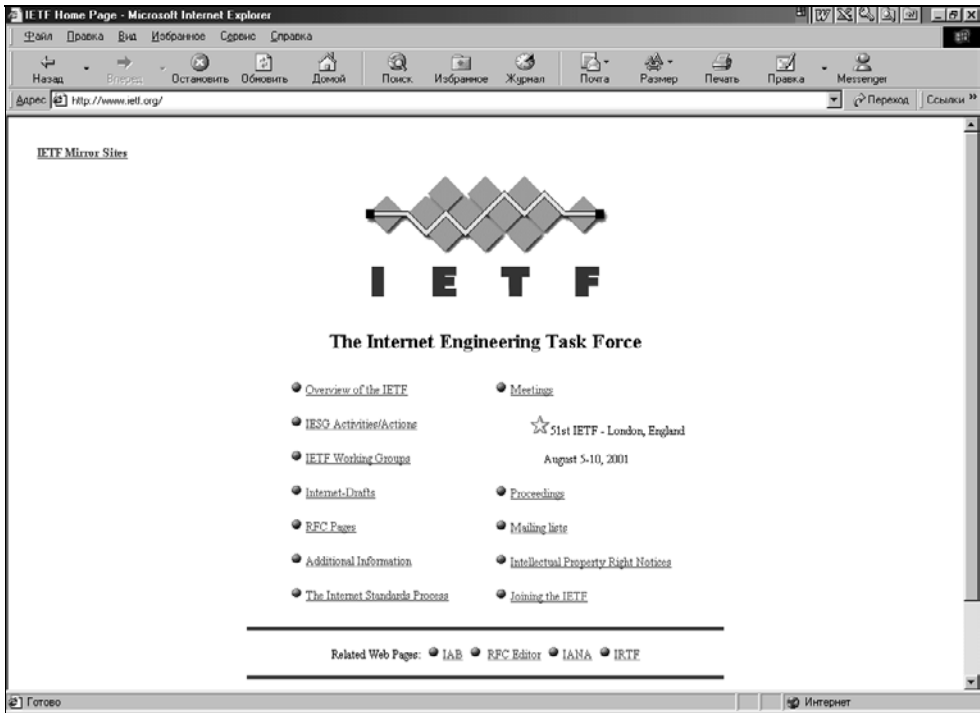 IETF Home Page - Microsoft Internet Explorer
Файл Правка Вид Избранное Сервис Справка
Назад Вперед Остановить Обновить Домой Поиск Избранное Журнал Почта Размер Печать Правка Messenger
Адрес http://www.ietf.org/ Переход Ссылки »
IETF Mirror Sites
I E T F
The Internet Engineering Task Force
Overview of the IETF
Meetings
IESG Activities/Actions
51st IETF - London, England
IETF Working Groups
August 5-10, 2001
Internet-Drafts
Proceedings
RFC Pages
Mailing lists
Additional Information
Intellectual Property Right Notices
The Internet Standards Process
Joining the IETF
Related Web Pages: IAB RFC Editor IANA IRTF
Готово Интернет